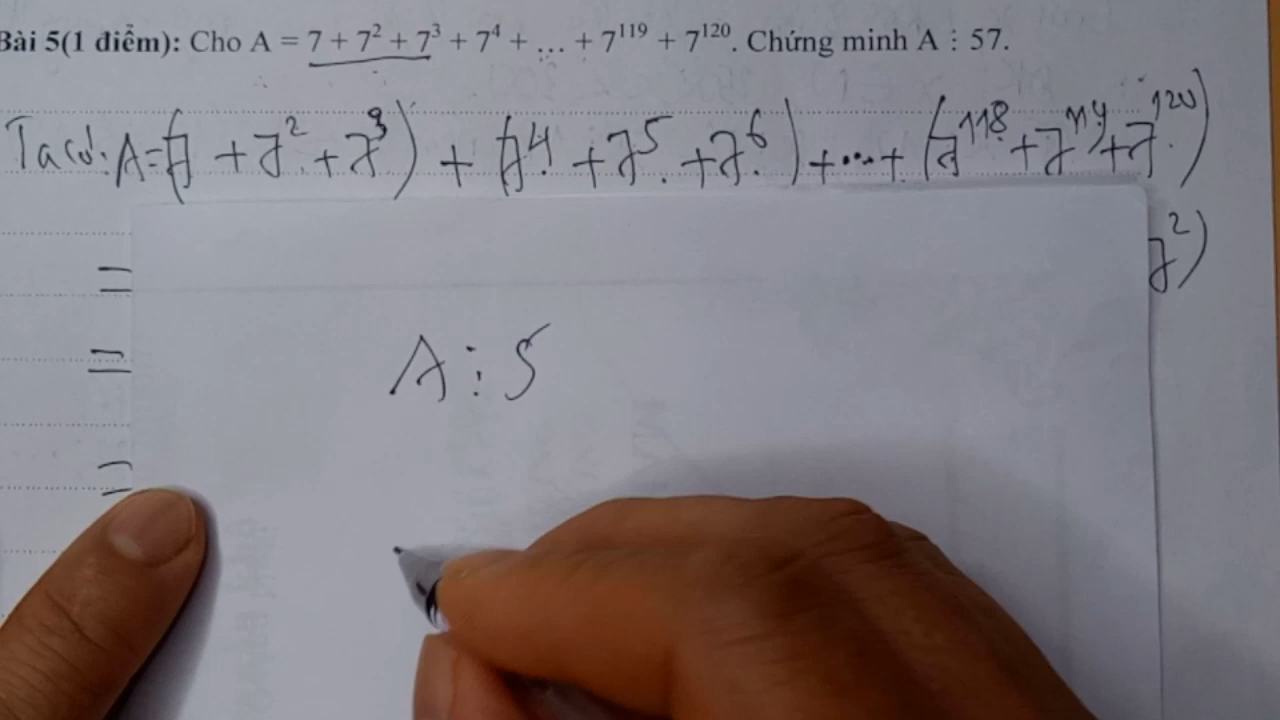 Bài 5(1 điểm): Cho A = 7 + 7² + 7³ + 7⁴ + ... + 7¹¹⁹ + 7¹²⁰. Chứng minh A ⋮ 57.
Ta có: A = (7 + 7² + 7³) + (7⁴ + 7⁵ + 7⁶) + ... + (7¹¹⁸ + 7¹¹⁹ + 7¹²⁰)
= 7²)
= A ⋮ 5
=